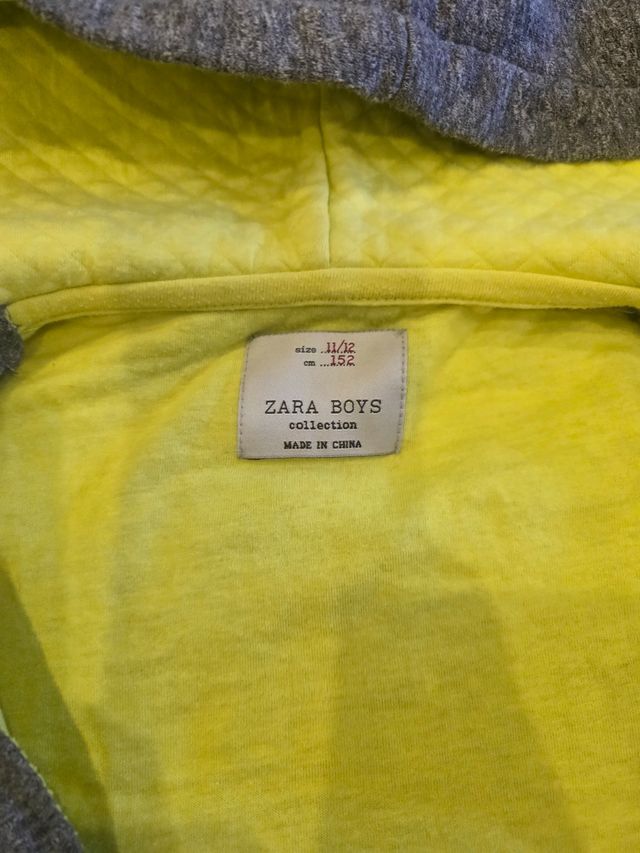 size ..11/12
cm ...152
ZARA BOYS
collection
MADE IN CHINA